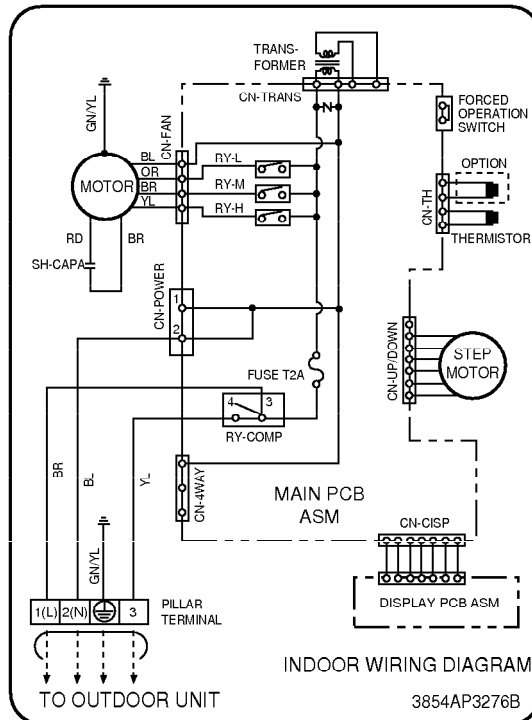 TRANS-
FORMER
CN-TRANS
N
FORCED
OPERATION
SWITCH
GN/YL
CN-FAN
BL
OR
BR
YL
RY-L
RY-M
RY-H
MOTOR
OPTION
CN-TH
THERMISTOR
RD
BR
SH-CAPA
CN-POWER
1
2
CN-UP/DOWN
STEP
MOTOR
FUSE T2A
4
3
RY-COMP
BR
BL
YL
CN-4WAY
MAIN PCB
ASM
CN-CISP
GN/YL
DISPLAY PCB ASM
1(L)
2(N)
3
PILLAR
TERMINAL
INDOOR WIRING DIAGRAM
TO OUTDOOR UNIT
3854AP3276B